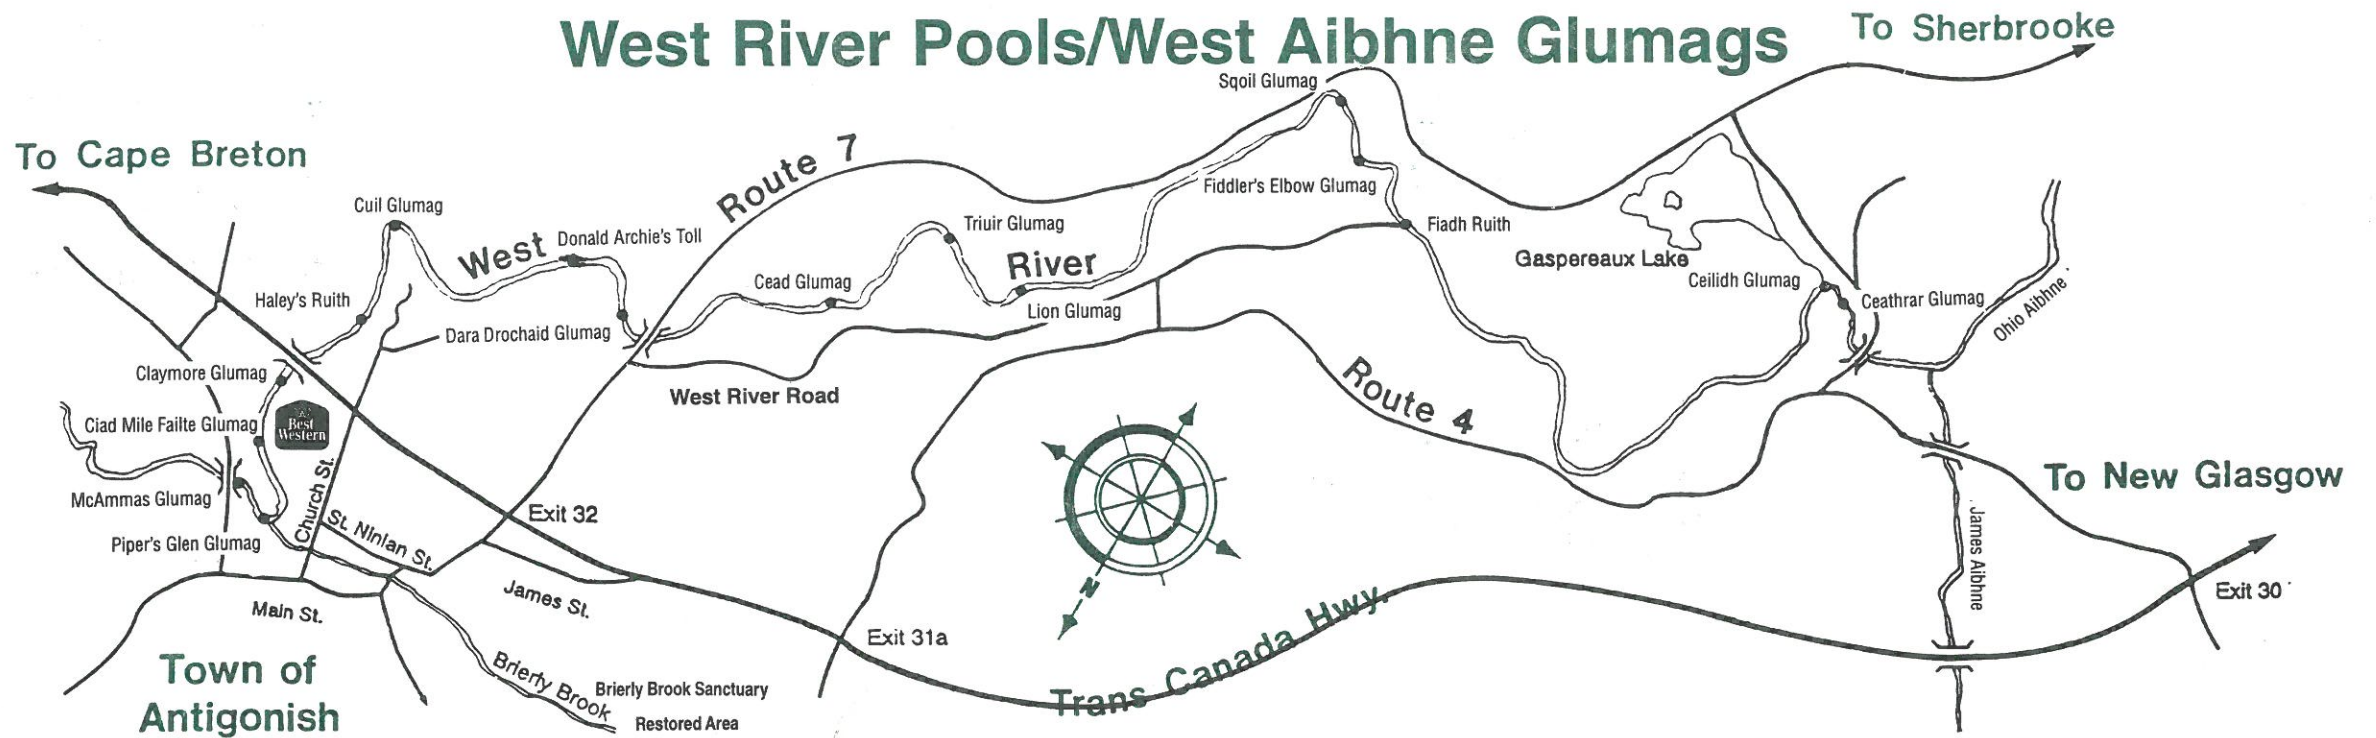 West River Pools/West Aibhne Glumags
To Sherbrooke
To Cape Breton
Sqoil Glumag
Route 7
Fiddler's Elbow Glumag
Cuil Glumag
West
Donald Archie's Toll
Triuir Glumag
Fiadh Ruith
River
Gaspereaux Lake
Ceilidh Glumag
Ceathrar Glumag
Ohio Aibhne
Haley's Ruith
Cead Glumag
Lion Glumag
Dara Drochaid Glumag
Claymore Glumag
West River Road
Route 4
Ciad Mile Failte Glumag
Best
Western
McAmmas Glumag
Church St.
St. Ninian St.
Exit 32
To New Glasgow
Piper's Glen Glumag
James St.
James Aibhne
N
Main St.
Exit 31a
Exit 30
Trans Canada Hwy.
Town of
Antigonish
Brierly Brook
Brierly Brook Sanctuary
Restored Area